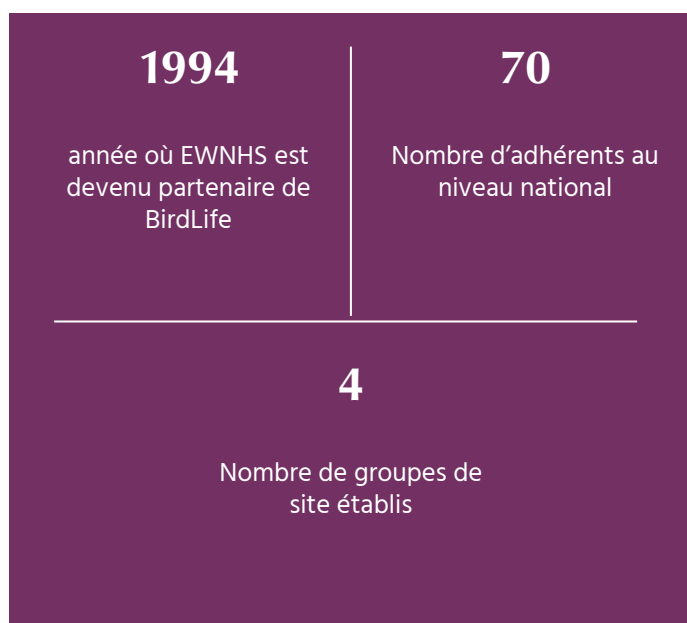 1994
année où EWNHS est
devenu partenaire de
BirdLife
70
Nombre d’adhérents au
niveau national
4
Nombre de groupes de
site établis